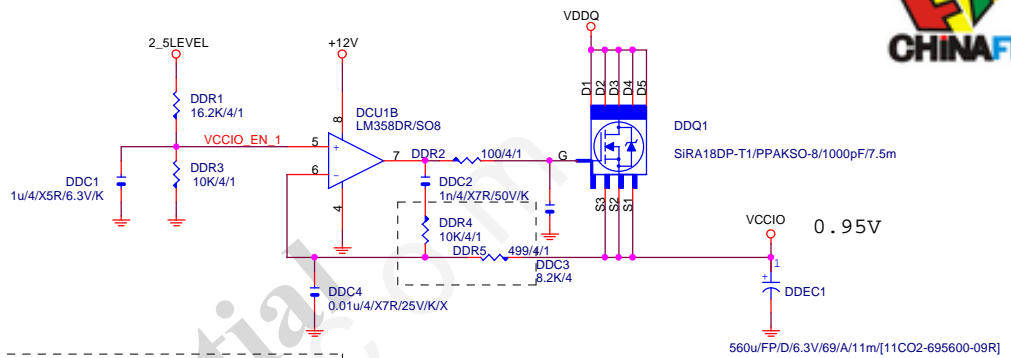 2_5LEVEL
+12V
VDDQ
CHINAF
DDR1
16.2K/4/1
DCU1B
LM358DR/SO8
D1
D2
D3
D4
D5
DDQ1
SiRA18DP-T1/PPAKSO-8/1000pF/7.5m
VCCIO_EN_1
8
5
+
6
-
7
4
DDR2
100/4/1
G
S3
S2
S1
DDC1
1u/4/X5R/6.3V/K
DDR3
10K/4/1
DDC2
1n/4/X7R/50V/K
DDR4
10K/4/1
DDR5
499/4/1
DDC3
8.2K/4
VCCIO
0.95V
1
+
DDEC1
DDC4
0.01u/4/X7R/25V/K/X
560u/FP/D/6.3V/69/A/11m/[11CO2-695600-09R]
tial
com